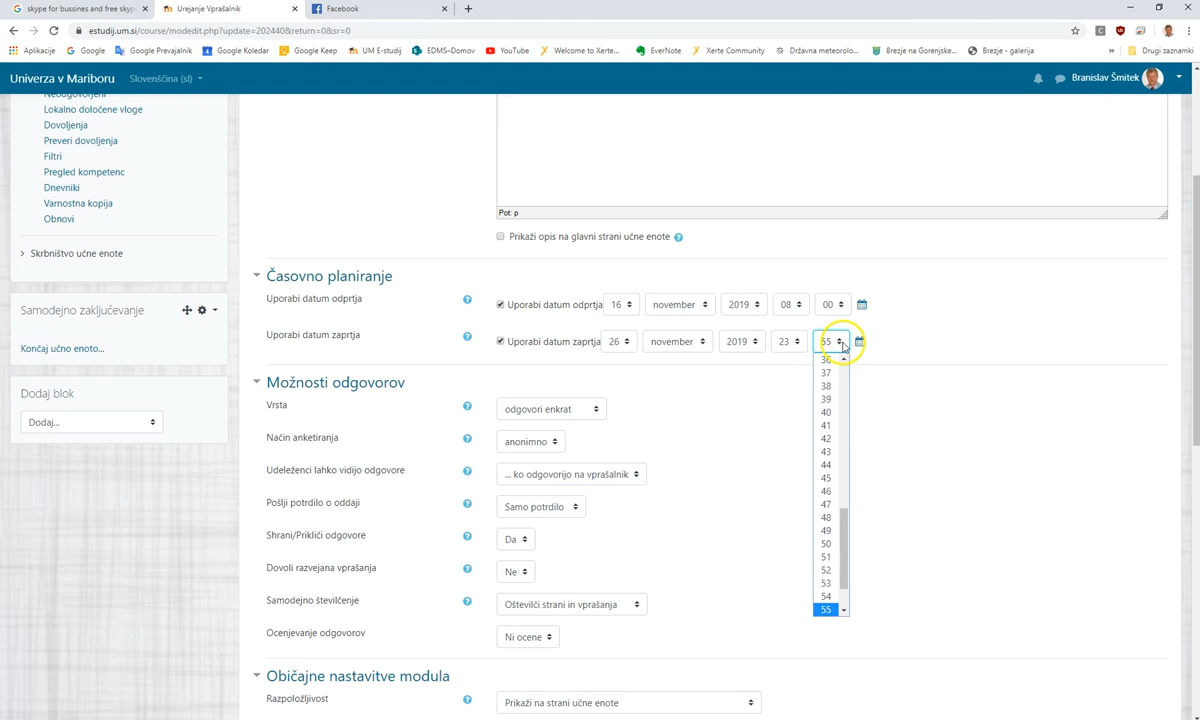 skype for bussines and free skyp
Urejanje Vprašalnik
Facebook
estudij.um.si/course/modedit.php?update=202440&return=0&sr=0
Aplikacije
Google
Google Prevajalnik
Google Koledar
Google Keep
UM E-studij
EDMS–Domov
YouTube
Welcome to Xerte...
EverNote
Xerte Community
Državna meteorolo...
Brezje na Gorenjske...
Brezje - galerija
Drugi zaznamki
Univerza v Mariboru
Slovenščina (sl)
Branislav Šmitek
Neodgovorjeni
Lokalno določene vloge
Dovoljenja
Preveri dovoljenja
Filtri
Pregled kompetenc
Dnevniki
Varnostna kopija
Obnovi
Skrbništvo učne enote
Samodejno zaključevanje
Končaj učno enoto...
Dodaj blok
Dodaj...
Pot: p
Prikaži opis na glavni strani učne enote
Časovno planiranje
Uporabi datum odprtja
Uporabi datum odprtja 16 november 2019 08 00
Uporabi datum zaprtja
Uporabi datum zaprtja 26 november 2019 23 55
36
37
38
39
40
41
42
43
44
45
46
47
48
49
50
51
52
53
54
55
Možnosti odgovorov
Vrsta
odgovori enkrat
Način anketiranja
anonimno
Udeleženci lahko vidijo odgovore
... ko odgovorijo na vprašalnik
Pošlji potrdilo o oddaji
Samo potrdilo
Shrani/Prikliči odgovore
Da
Dovoli razvejana vprašanja
Ne
Samodejno številčenje
Oštevilči strani in vprašanja
Ocenjevanje odgovorov
Ni ocene
Običajne nastavitve modula
Razpoložljivost
Prikaži na strani učne enote